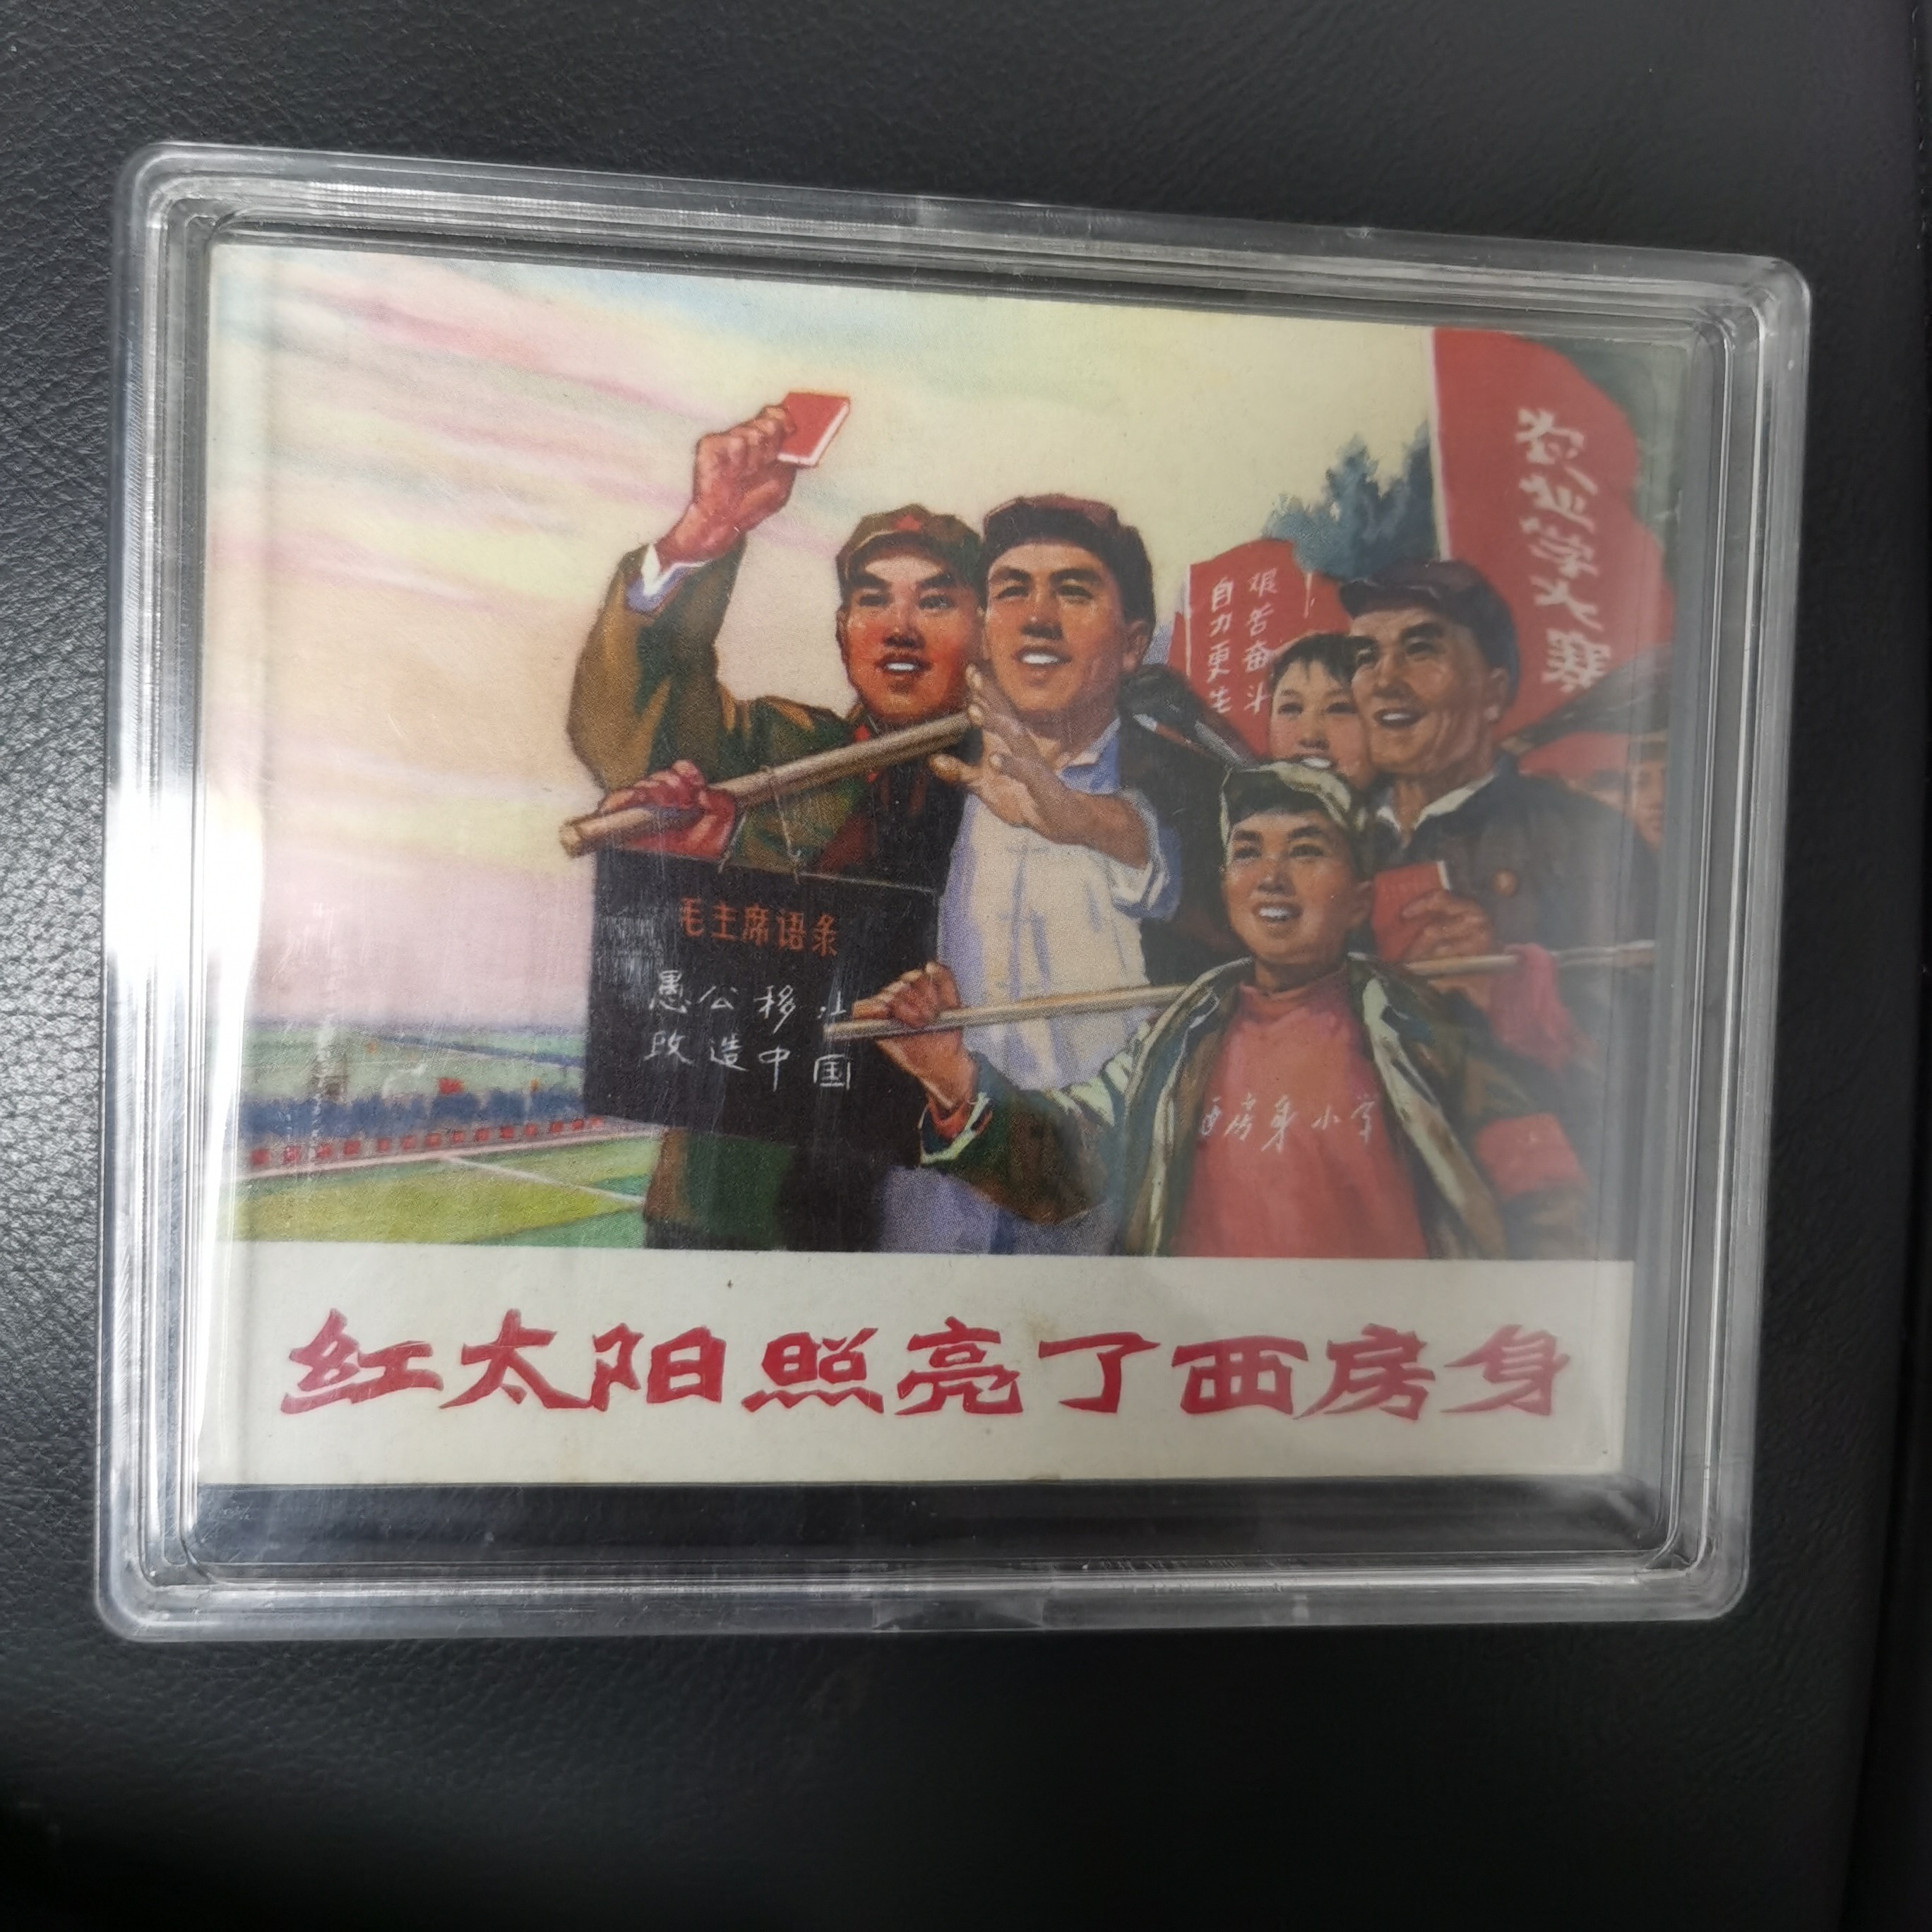 农业学大寨
艰苦奋斗
自力更生
毛主席语录
愚公移山
改造中国
西房身小学
红太阳照亮了西房身